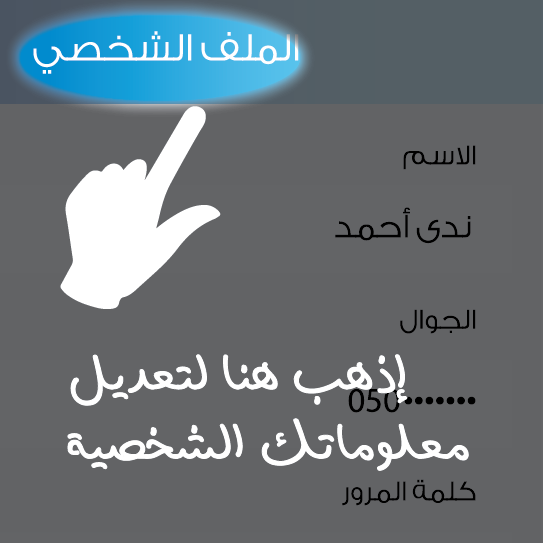 الملف الشخصي
الاسم
ندى أحمد
الجوال
إذهب هنا لتعديل
050•••••••
معلوماتك الشخصية
كلمة المرور